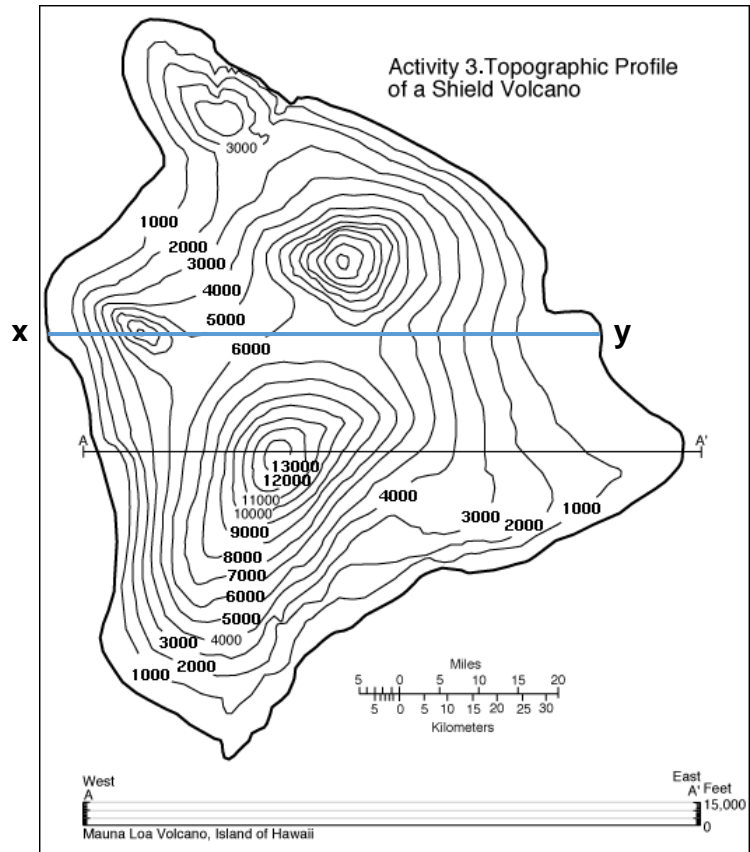 Activity 3.Topographic Profile
of a Shield Volcano
3000
1000
2000
3000
4000
5000
6000
x
y
A
A'
13000
12000
11000
10000
9000
8000
7000
6000
5000
4000
3000
2000
1000
4000
3000
2000
1000
Miles
5 0 5 10 15 20
5 0 5 10 15 20 25 30
Kilometers
West
A
East
A' Feet
15,000
0
Mauna Loa Volcano, Island of Hawaii